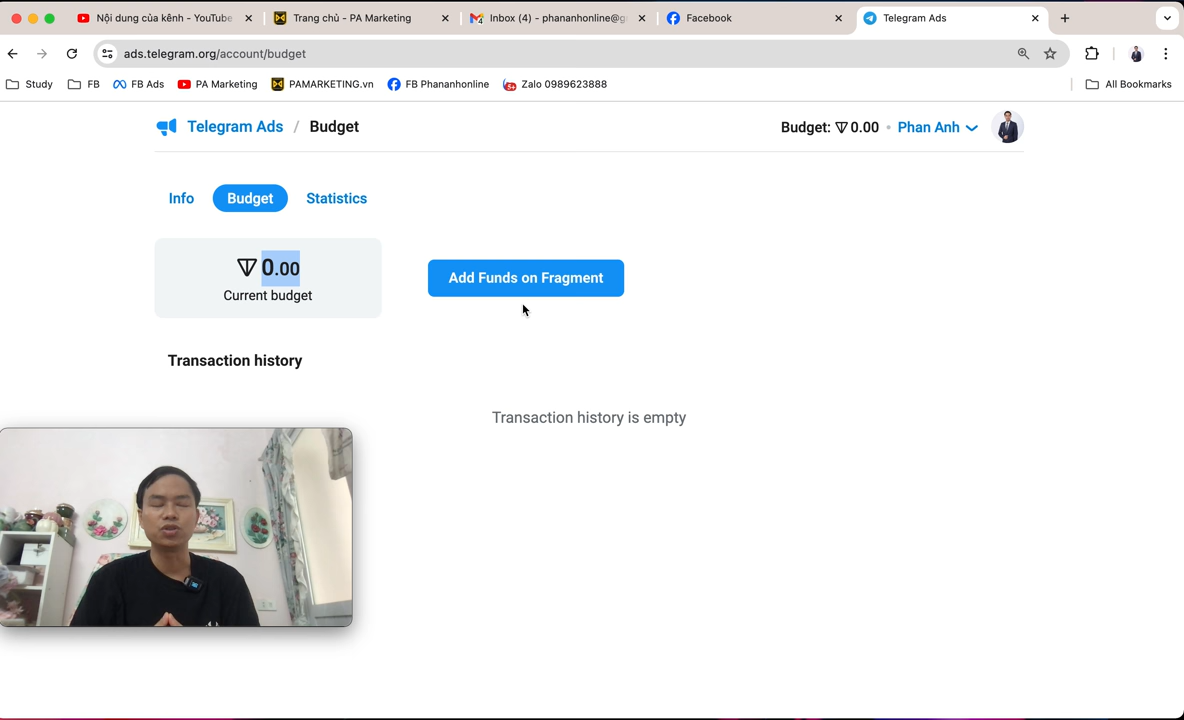 Nội dung của kênh - YouTube
Trang chủ - PA Marketing
Inbox (4) - phananhonline@g
Facebook
Telegram Ads
ads.telegram.org/account/budget
Study
FB
FB Ads
PA Marketing
PAMARKETING.vn
FB Phananhonline
Zalo 0989623888
All Bookmarks
Telegram Ads / Budget
Budget: 0.00 • Phan Anh
Info
Budget
Statistics
0.00
Current budget
Add Funds on Fragment
Transaction history
Transaction history is empty